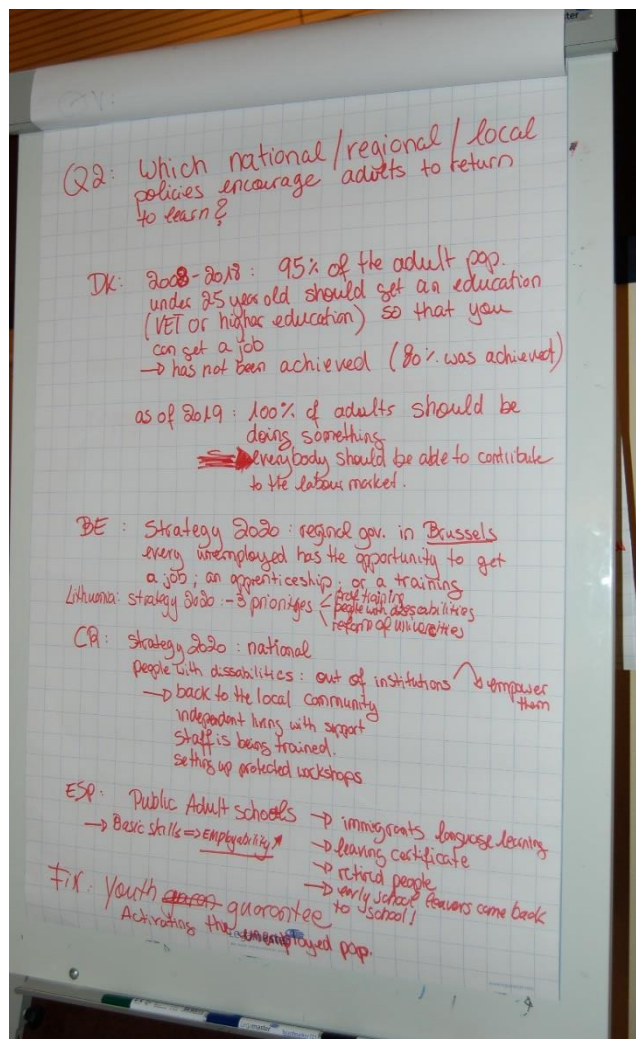 Q2: Which national/regional/local
policies encourage adults to return
to learn?
DK: 2008-2018: 95% of the adult pop.
under 25 year old should get an education
(VET or higher education) so that you
can get a job
→ has not been achieved (80% was achieved)
as of 2019: 100% of adults should be
doing something
everybody should be able to contribute
to the labour market.
BE: Strategy 2020: regional gov. in Brussels
every unemployed has the opportunity to get
a job; an apprenticeship; or a training
Lithuania: strategy 2020: -3 priorities
prof training
people with dissabilities
reform of universities
CR: strategy 2020: national
people with dissabilities: out of institutions → empower
them
→ back to the local community
independent living with support
staff is being trained.
setting up protected workshops
ESP: Public Adult schools → immigrants language learning
→ Basic skills ⇒ Employability ↗
→ leaving certificate
→ retired people
→ early school leavers come back
to school!
Fin: Youth guarantee
Activating the unemployed pop.